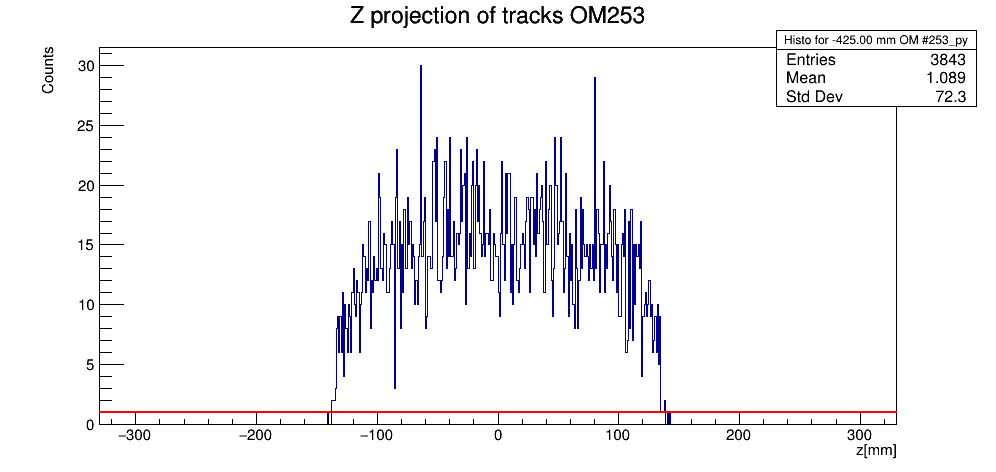 Z projection of tracks OM253
Histo for -425.00 mm OM #253_py
Entries 3843
Mean 1.089
Std Dev 72.3
Counts
30
25
20
15
10
5
0
−300 −200 −100 0 100 200 300
z[mm]